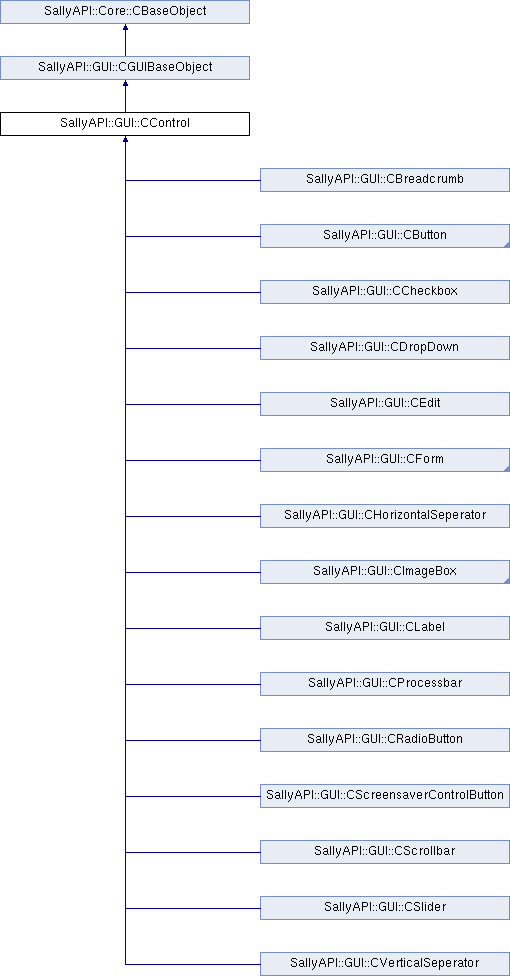 SallyAPI::Core::CBaseObject
SallyAPI::GUI::CGUIBaseObject
SallyAPI::GUI::CControl
SallyAPI::GUI::CBreadcrumb
SallyAPI::GUI::CButton
SallyAPI::GUI::CCheckbox
SallyAPI::GUI::CDropDown
SallyAPI::GUI::CEdit
SallyAPI::GUI::CForm
SallyAPI::GUI::CHorizontalSeperator
SallyAPI::GUI::CImageBox
SallyAPI::GUI::CLabel
SallyAPI::GUI::CProcessbar
SallyAPI::GUI::CRadioButton
SallyAPI::GUI::CScreensaverControlButton
SallyAPI::GUI::CScrollbar
SallyAPI::GUI::CSlider
SallyAPI::GUI::CVerticalSeperator